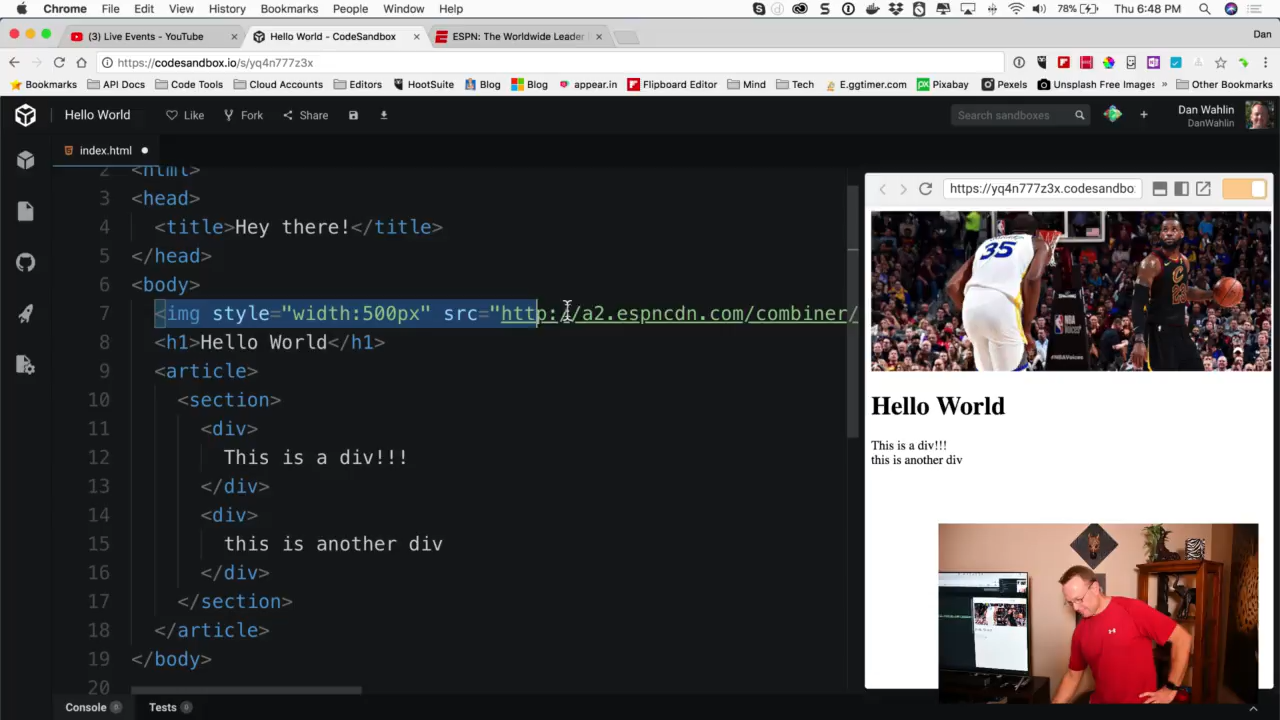 Chrome File Edit View History Bookmarks People Window Help 78% Thu 6:48 PM
(3) Live Events - YouTube × Hello World - CodeSandbox × ESPN: The Worldwide Leader × Dan
https://codesandbox.io/s/yq4n777z3x
Bookmarks API Docs Code Tools Cloud Accounts Editors HootSuite Blog Blog appear.in Flipboard Editor Mind Tech E.ggtimer.com Pixabay Pexels Unsplash Free Images » Other Bookmarks
Hello World Like Fork Share Search sandboxes Dan Wahlin
DanWahlin
index.html
https://yq4n777z3x.codesandbo
2 <html>
3 <head>
4 <title>Hey there!</title>
5 </head>
6 <body>
7 <img style="width:500px" src="http://a2.espncdn.com/combiner/
8 <h1>Hello World</h1>
9 <article>
10 <section>
11 <div>
12 This is a div!!!
13 </div>
14 <div>
15 this is another div
16 </div>
17 </section>
18 </article>
19 </body>
20
35
#NBAVoices
Hello World
This is a div!!!
this is another div
Console 0 Tests 0